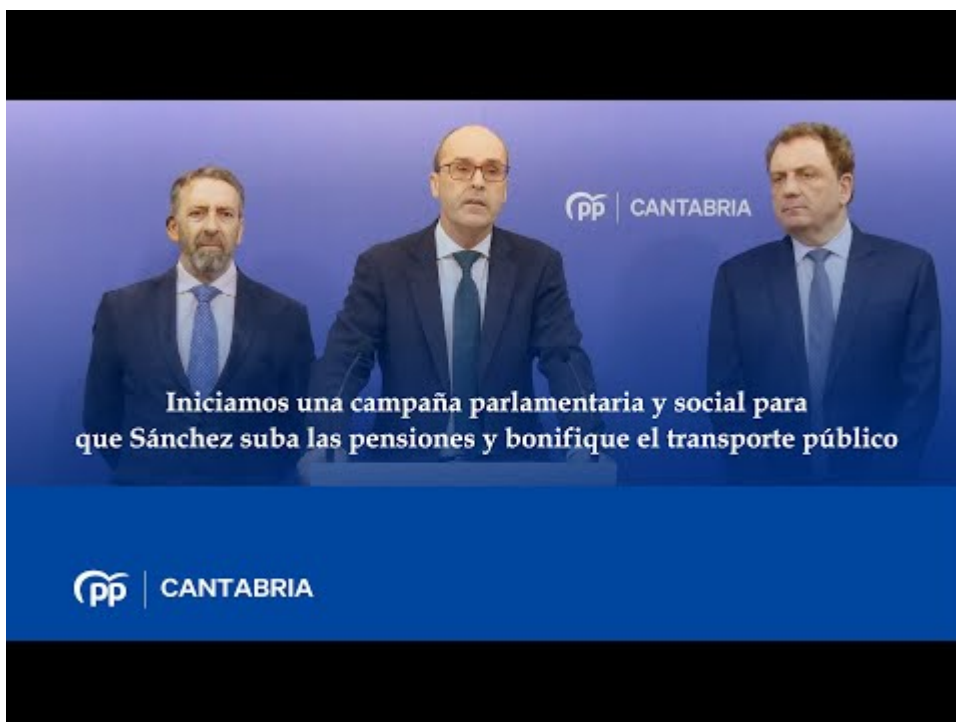 pp | CANTABRIA
Iniciamos una campaña parlamentaria y social para
que Sánchez suba las pensiones y bonifique el transporte público
pp | CANTABRIA